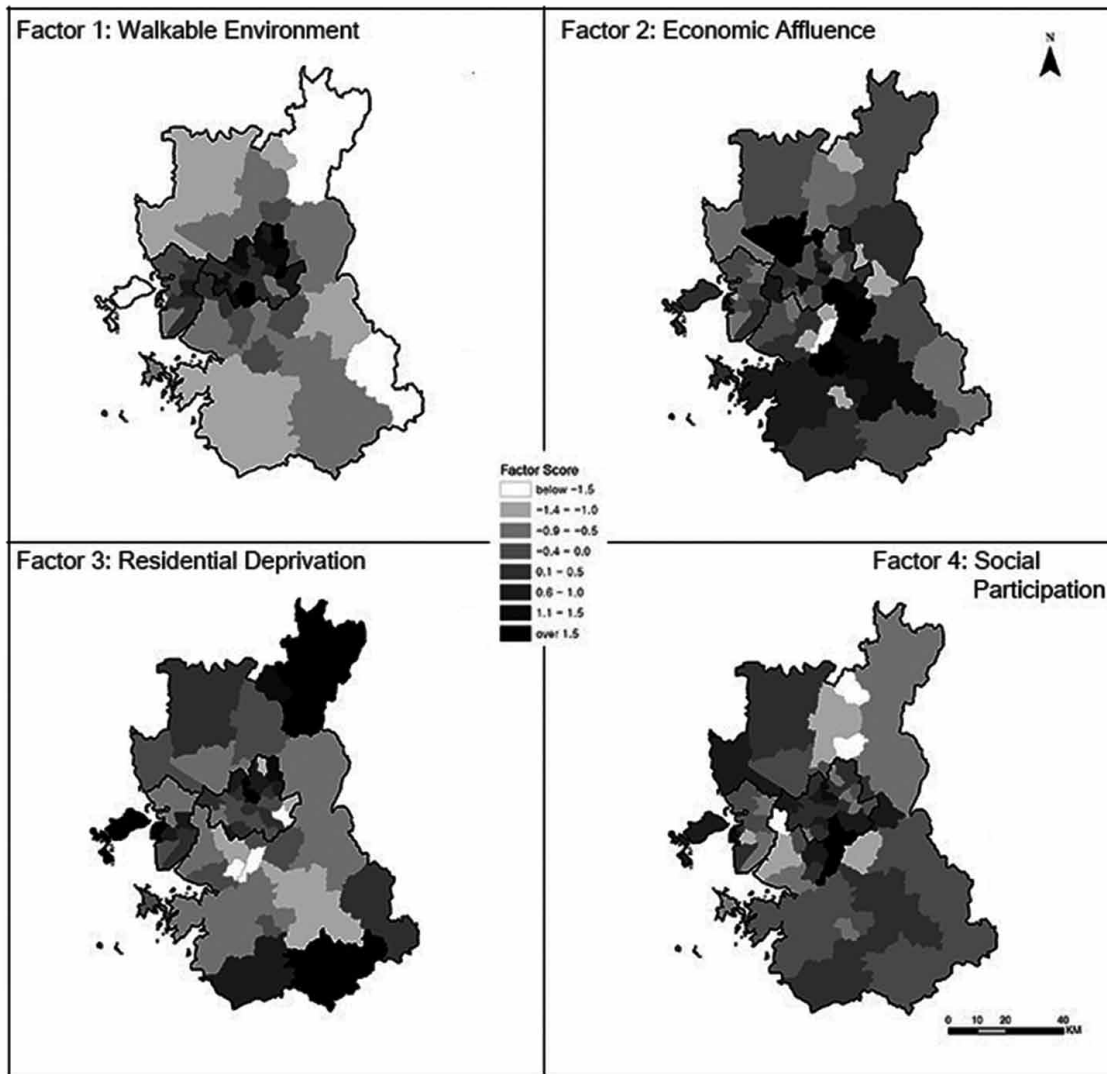 Factor 1: Walkable Environment
Factor 2: Economic Affluence
N
Factor Score
below -1.5
-1.4 - -1.0
-0.9 - -0.5
-0.4 - 0.0
0.1 - 0.5
0.6 - 1.0
1.1 - 1.5
over 1.5
Factor 3: Residential Deprivation
Factor 4: Social
Participation
0 10 20 40
KM